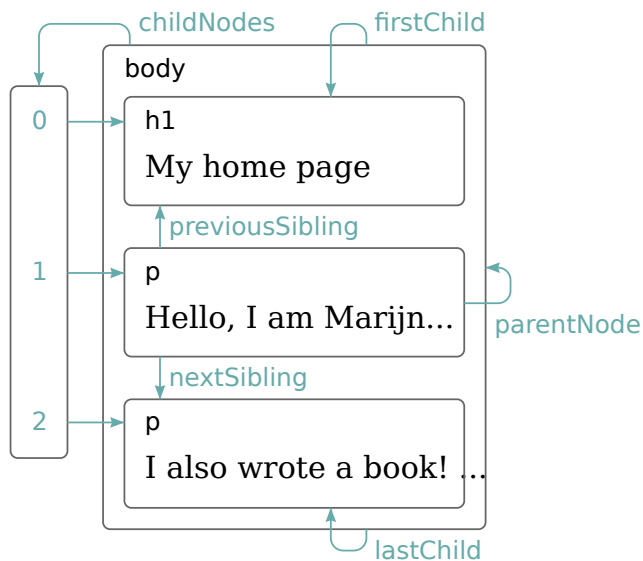 childNodes
firstChild
body
0
h1
My home page
previousSibling
1
p
Hello, I am Marijn...
parentNode
nextSibling
2
p
I also wrote a book! ...
lastChild